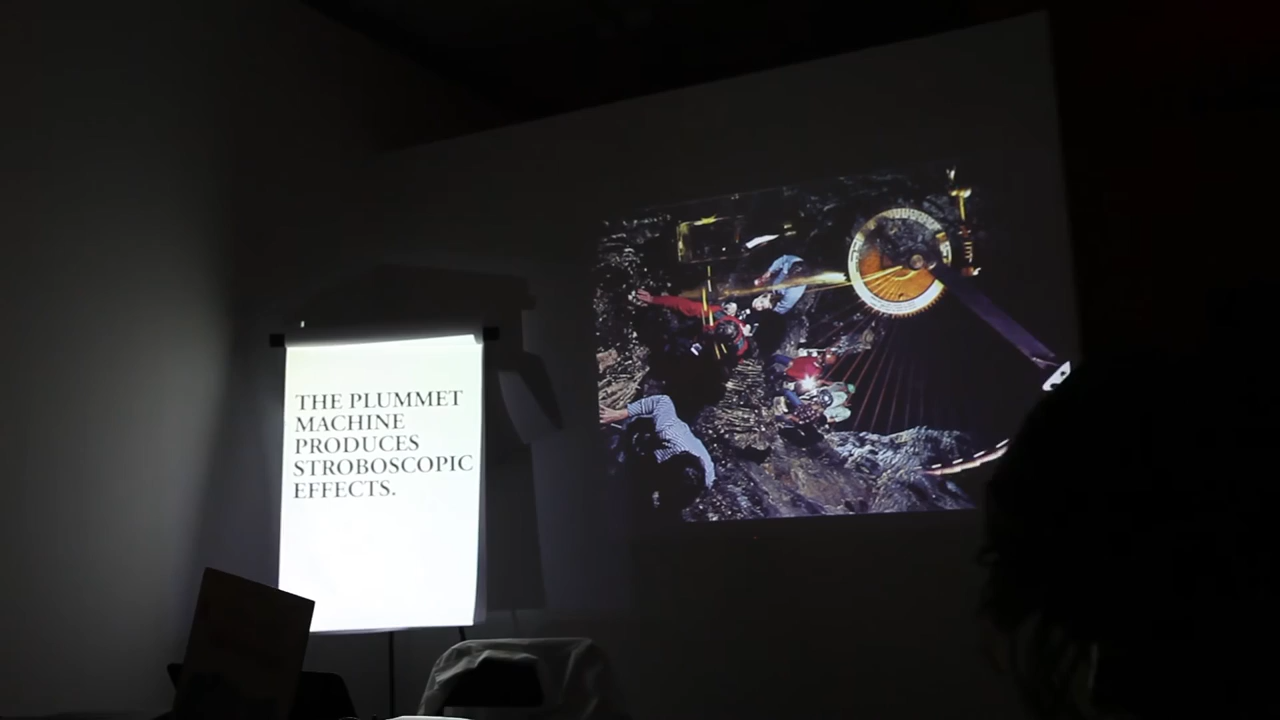 THE PLUMMET
MACHINE
PRODUCES
STROBOSCOPIC
EFFECTS.